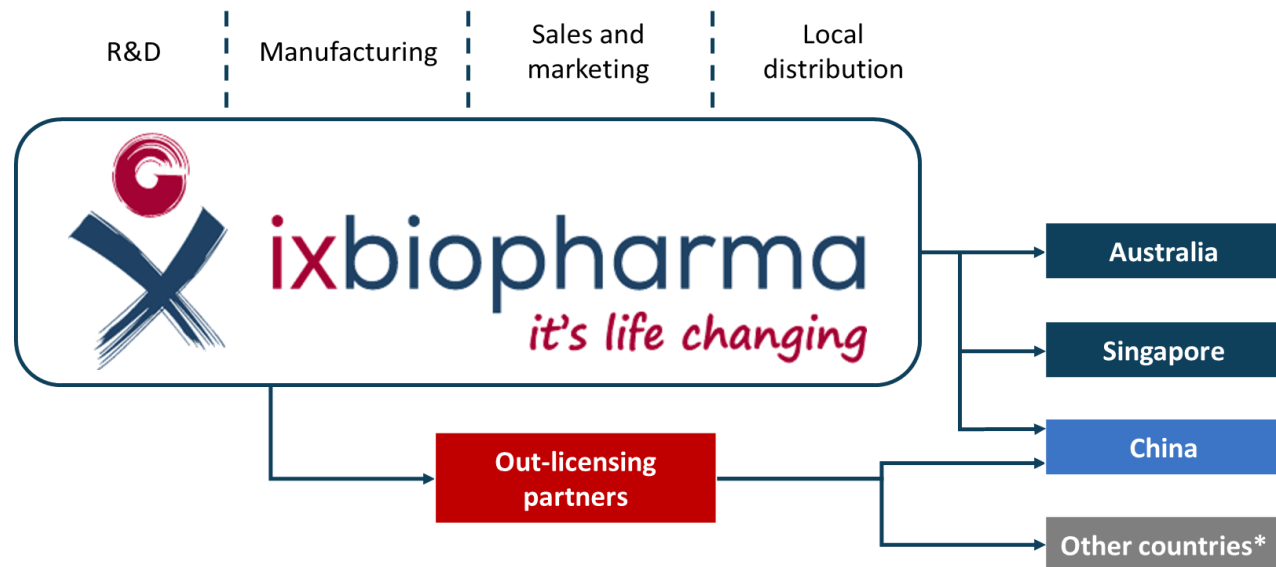 R&D
Manufacturing
Sales and
marketing
Local
distribution
ixbiopharma
it's life changing
Australia
Singapore
China
Out-licensing
partners
Other countries*